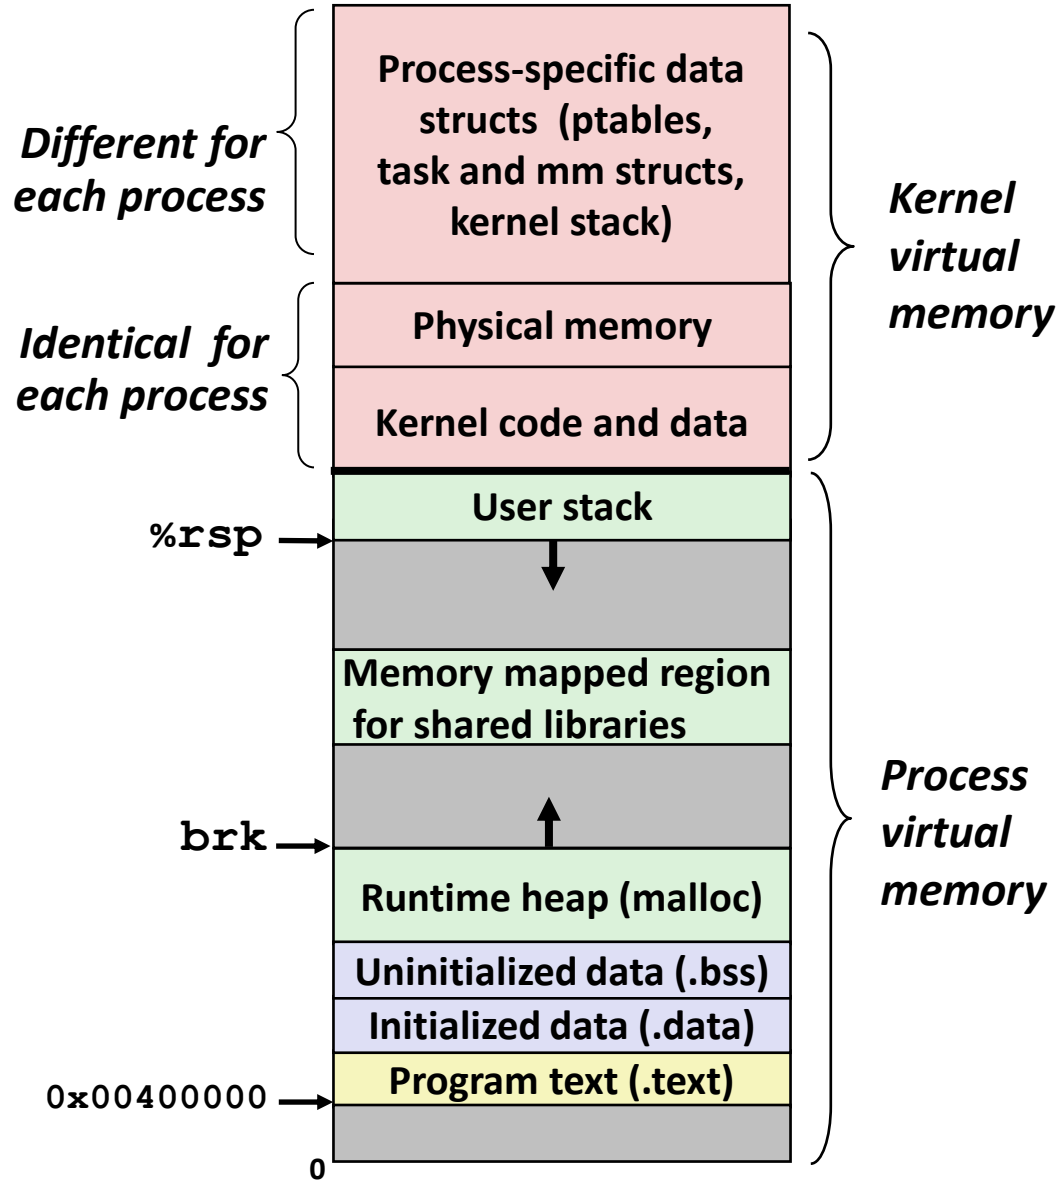 Process-specific data
structs (ptables,
task and mm structs,
kernel stack)
Different for
each process
Kernel
virtual
memory
Physical memory
Identical for
each process
Kernel code and data
User stack
%rsp
Memory mapped region
for shared libraries
Process
virtual
memory
brk
Runtime heap (malloc)
Uninitialized data (.bss)
Initialized data (.data)
Program text (.text)
0x00400000
0